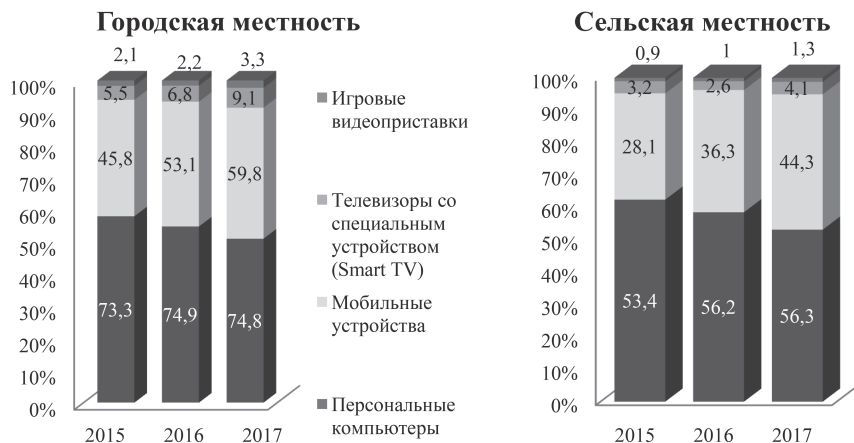 Городская местность
2,1 2,2 3,3
100%
90%
80%
70%
60%
50%
40%
30%
20%
10%
0%
5,5 6,8 9,1
45,8 53,1 59,8
73,3 74,9 74,8
2015 2016 2017
Игровые
видеоприставки
Телевизоры со
специальным
устройством
(Smart TV)
Мобильные
устройства
Персональные
компьютеры
Сельская местность
0,9 1 1,3
100%
90%
80%
70%
60%
50%
40%
30%
20%
10%
0%
3,2 2,6 4,1
28,1 36,3 44,3
53,4 56,2 56,3
2015 2016 2017